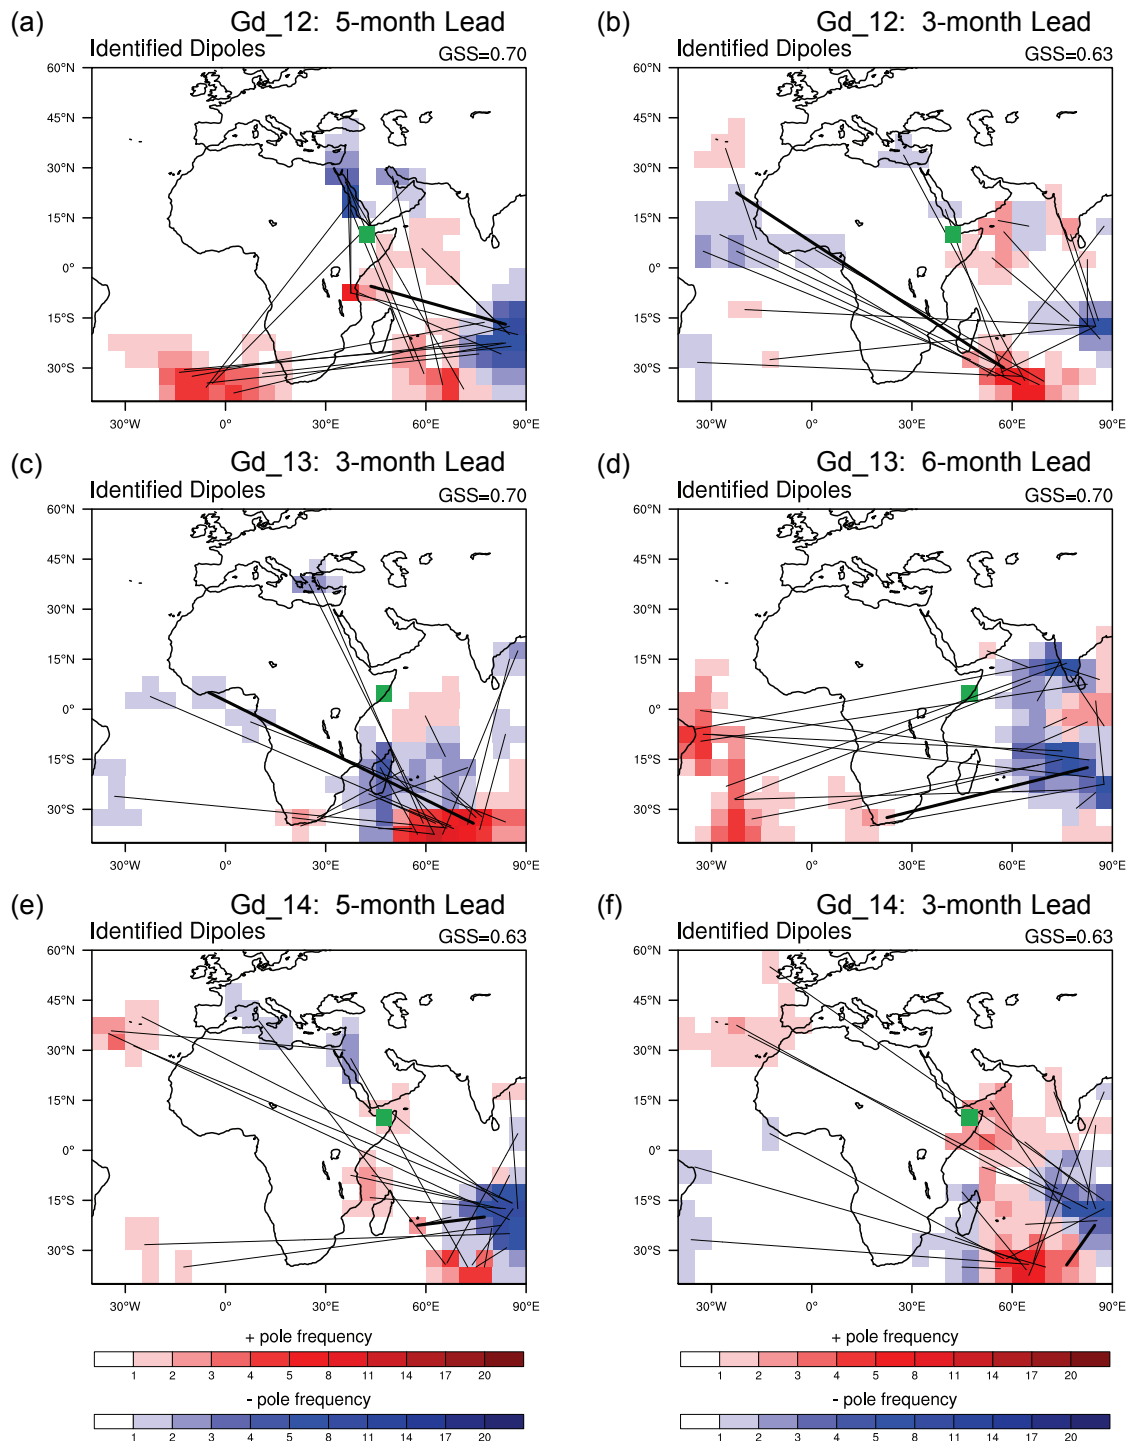 (a) Gd_12: 5-month Lead
Identified Dipoles GSS=0.70
60°N
45°N
30°N
15°N
0°
15°S
30°S
30°W 0° 30°E 60°E 90°E
(b) Gd_12: 3-month Lead
Identified Dipoles GSS=0.63
60°N
45°N
30°N
15°N
0°
15°S
30°S
30°W 0° 30°E 60°E 90°E
(c) Gd_13: 3-month Lead
Identified Dipoles GSS=0.70
60°N
45°N
30°N
15°N
0°
15°S
30°S
30°W 0° 30°E 60°E 90°E
(d) Gd_13: 6-month Lead
Identified Dipoles GSS=0.70
60°N
45°N
30°N
15°N
0°
15°S
30°S
30°W 0° 30°E 60°E 90°E
(e) Gd_14: 5-month Lead
Identified Dipoles GSS=0.63
60°N
45°N
30°N
15°N
0°
15°S
30°S
30°W 0° 30°E 60°E 90°E
(f) Gd_14: 3-month Lead
Identified Dipoles GSS=0.63
60°N
45°N
30°N
15°N
0°
15°S
30°S
30°W 0° 30°E 60°E 90°E
+ pole frequency
1 2 3 4 5 8 11 14 17 20
- pole frequency
1 2 3 4 5 8 11 14 17 20
+ pole frequency
1 2 3 4 5 8 11 14 17 20
- pole frequency
1 2 3 4 5 8 11 14 17 20